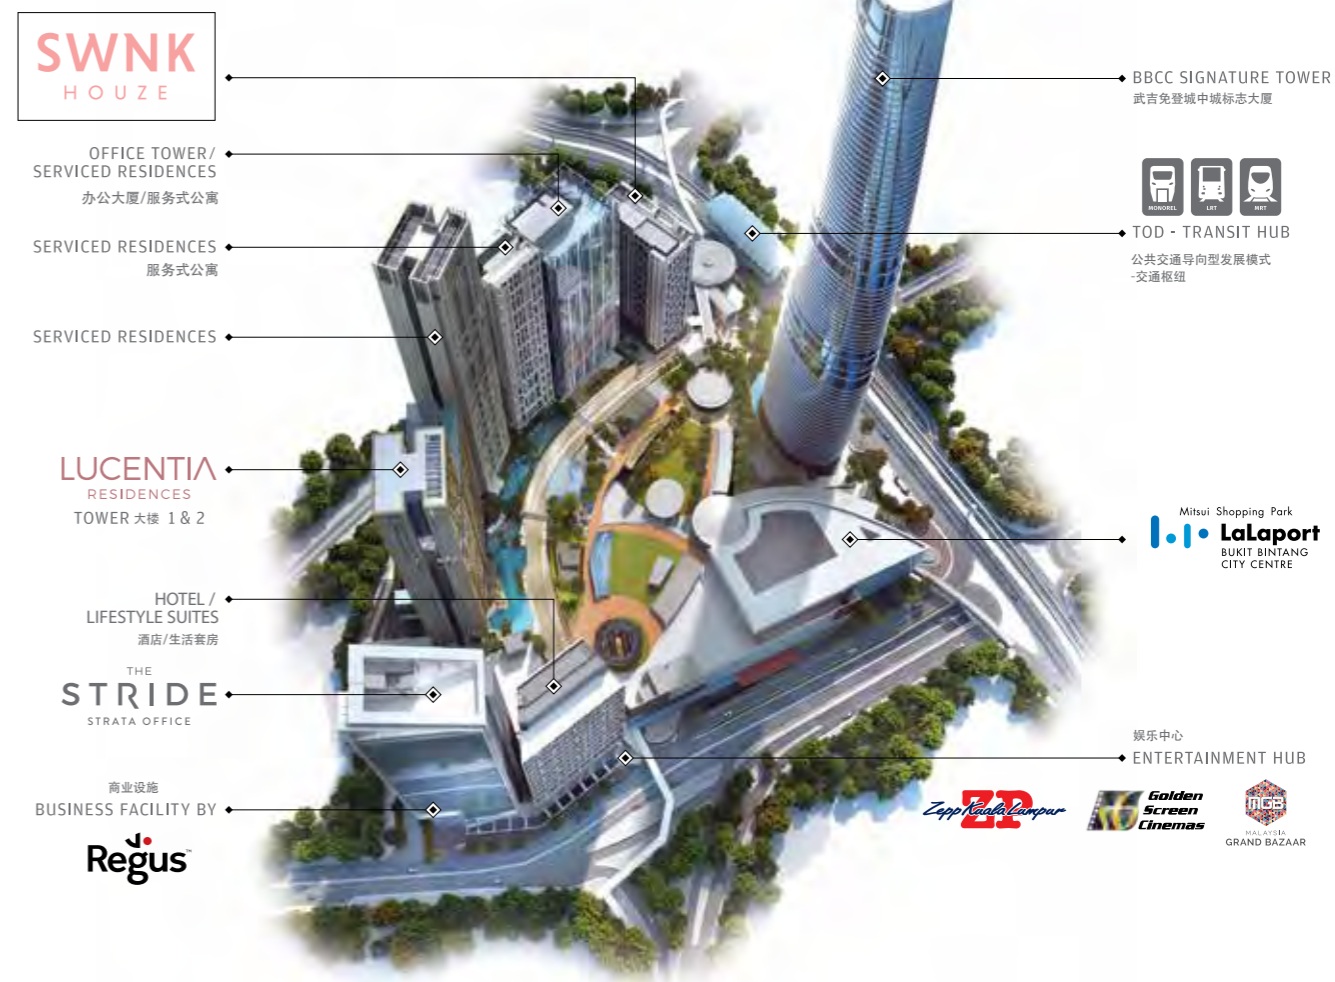 SWNK
HOUZE
OFFICE TOWER/
SERVICED RESIDENCES
办公大厦/服务式公寓
SERVICED RESIDENCES
服务式公寓
SERVICED RESIDENCES
LUCENTIA
RESIDENCES
TOWER 大楼 1 & 2
HOTEL /
LIFESTYLE SUITES
酒店/生活套房
THE
STRIDE
STRATA OFFICE
商业设施
BUSINESS FACILITY BY
Regus™
BBCC SIGNATURE TOWER
武吉免登城中城标志大厦
MONOREL
LRT
MRT
TOD - TRANSIT HUB
公共交通导向型发展模式
-交通枢纽
Mitsui Shopping Park
LaLaport
BUKIT BINTANG
CITY CENTRE
娱乐中心
ENTERTAINMENT HUB
ZP
Zepp Kuala Lumpur
Golden
Screen
Cinemas
MGB
MALAYSIA
GRAND BAZAAR